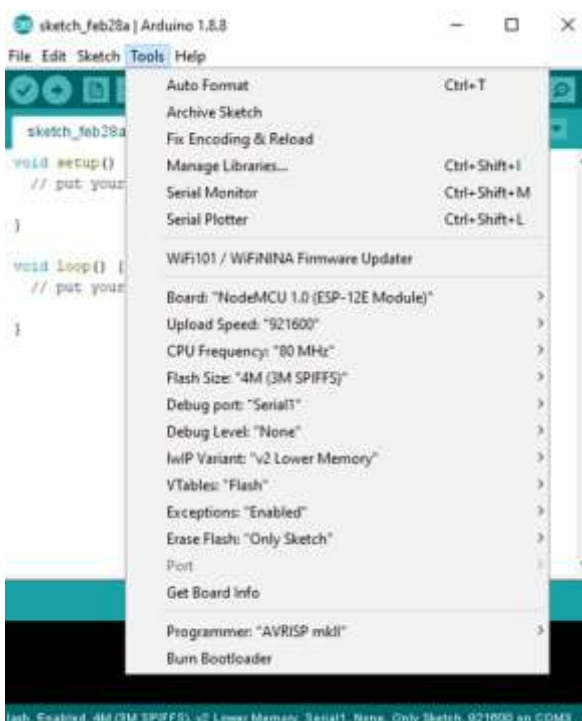 sketch_feb28a | Arduino 1.8.8
File Edit Sketch Tools Help
sketch_feb28a
void setup()
// put your
}
void loop() {
// put your
}
Auto Format Ctrl+T
Archive Sketch
Fix Encoding & Reload
Manage Libraries... Ctrl+Shift+I
Serial Monitor Ctrl+Shift+M
Serial Plotter Ctrl+Shift+L
WiFi101 / WiFiNINA Firmware Updater
Board: "NodeMCU 1.0 (ESP-12E Module)"
Upload Speed: "921600"
CPU Frequency: "80 MHz"
Flash Size: "4M (3M SPIFFS)"
Debug port: "Serial1"
Debug Level: "None"
lwIP Variant: "v2 Lower Memory"
VTables: "Flash"
Exceptions: "Enabled"
Erase Flash: "Only Sketch"
Port
Get Board Info
Programmer: "AVRISP mkII"
Burn Bootloader
Enabled, 4M (3M SPIFFS), v2 Lower Memory, Serial1, None, Only Sketch, 921600 on